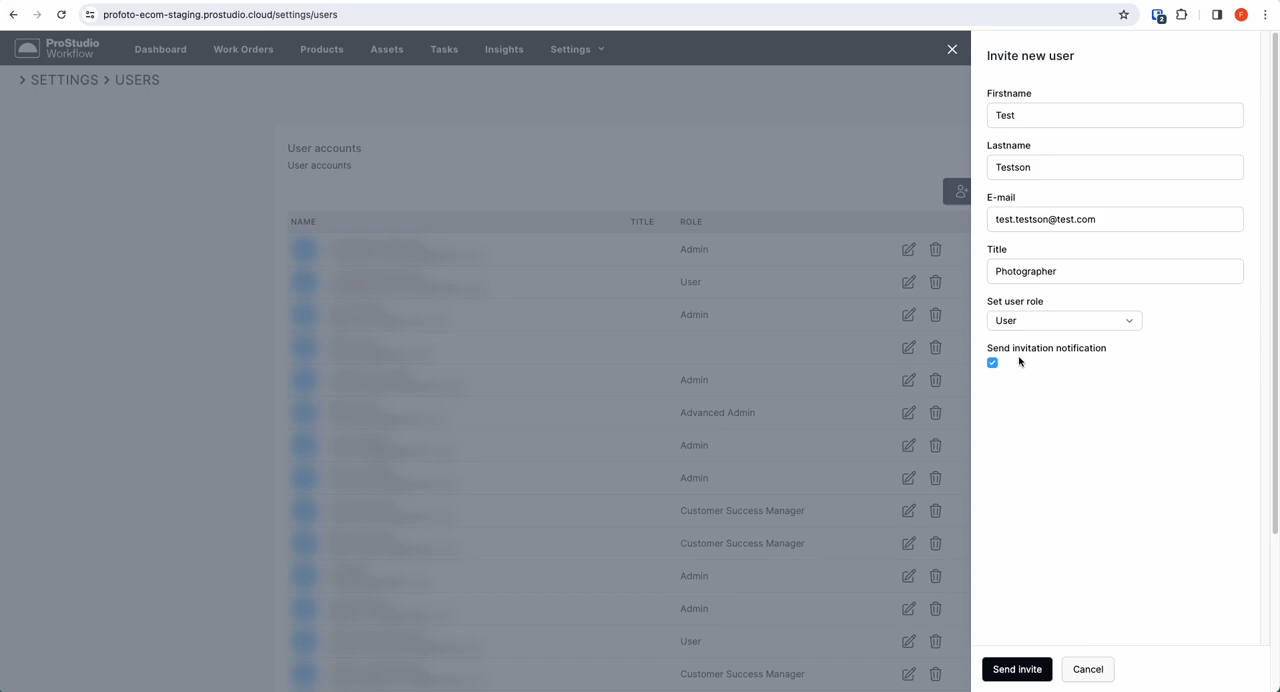 profoto-ecom-staging.prostudio.cloud/settings/users
2
F
ProStudio
Workflow
Dashboard
Work Orders
Products
Assets
Tasks
Insights
Settings
> SETTINGS > USERS
User accounts
User accounts
NAME
TITLE
ROLE
Admin
User
Admin
Admin
Advanced Admin
Admin
Admin
Customer Success Manager
Customer Success Manager
Admin
Admin
User
Customer Success Manager
Invite new user
Firstname
Test
Lastname
Testson
E-mail
test.testson@test.com
Title
Photographer
Set user role
User
Send invitation notification
Send invite
Cancel